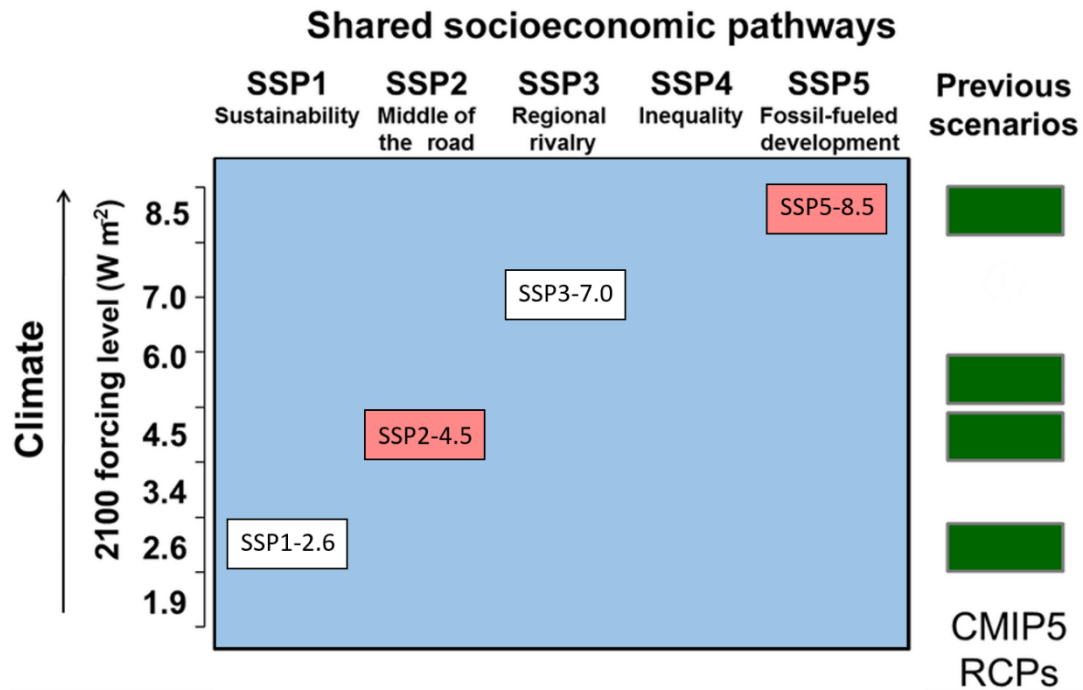 Shared socioeconomic pathways
SSP1 SSP2 SSP3 SSP4 SSP5
Sustainability Middle of the road Regional rivalry Inequality Fossil-fueled development
Previous scenarios
8.5
7.0
6.0
4.5
3.4
2.6
1.9
2100 forcing level (W m-2)
Climate
SSP5-8.5
SSP3-7.0
SSP2-4.5
SSP1-2.6
CMIP5
RCPs